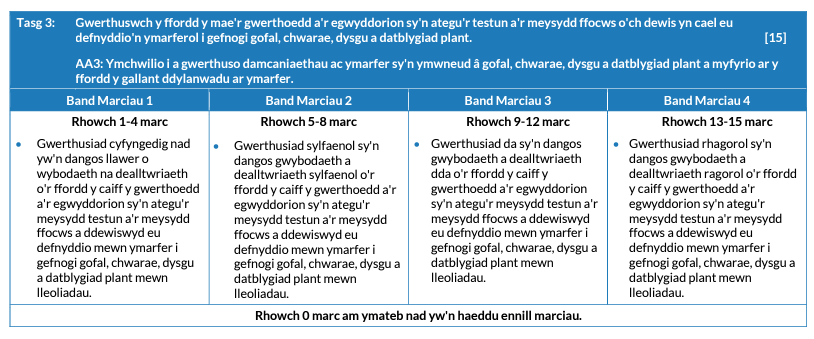 Tasg 3: Gwerthuswch y ffordd y mae'r gwerthoedd a'r egwyddorion sy'n ategu'r testun a'r meysydd ffocws o'ch dewis yn cael eu
defnyddio'n ymarferol i gefnogi gofal, chwarae, dysgu a datblygiad plant. [15]
AA3: Ymchwilio i a gwerthuso damcaniaethau ac ymarfer sy'n ymwneud â gofal, chwarae, dysgu a datblygiad plant a myfyrio ar y
ffordd y gallant ddylanwadu ar ymarfer.
Band Marciau 1
Rhowch 1-4 marc
• Gwerthusiad cyfyngedig nad
yw'n dangos llawer o
wybodaeth na dealltwriaeth
o'r ffordd y caiff y gwerthoedd
a'r egwyddorion sy'n ategu'r
meysydd testun a'r meysydd
ffocws a ddewiswyd eu
defnyddio mewn ymarfer i
gefnogi gofal, chwarae, dysgu
a datblygiad plant mewn
lleoliadau.
Band Marciau 2
Rhowch 5-8 marc
• Gwerthusiad sylfaenol sy'n
dangos gwybodaeth a
dealltwriaeth sylfaenol o'r
ffordd y caiff y gwerthoedd a'r
egwyddorion sy'n ategu'r
meysydd testun a'r meysydd
ffocws a ddewiswyd eu
defnyddio mewn ymarfer i
gefnogi gofal, chwarae, dysgu a
datblygiad plant mewn
lleoliadau.
Band Marciau 3
Rhowch 9-12 marc
• Gwerthusiad da sy'n dangos
gwybodaeth a dealltwriaeth
dda o'r ffordd y caiff y
gwerthoedd a'r egwyddorion
sy'n ategu'r meysydd testun a'r
meysydd ffocws a ddewiswyd
eu defnyddio mewn ymarfer i
gefnogi gofal, chwarae, dysgu a
datblygiad plant mewn
lleoliadau.
Band Marciau 4
Rhowch 13-15 marc
• Gwerthusiad rhagorol sy'n
dangos gwybodaeth a
dealltwriaeth ragorol o'r ffordd
y caiff y gwerthoedd a'r
egwyddorion sy'n ategu'r
meysydd testun a'r meysydd
ffocws a ddewiswyd eu
defnyddio mewn ymarfer i
gefnogi gofal, chwarae, dysgu a
datblygiad plant mewn
lleoliadau.
Rhowch 0 marc am ymateb nad yw'n haeddu ennill marciau.